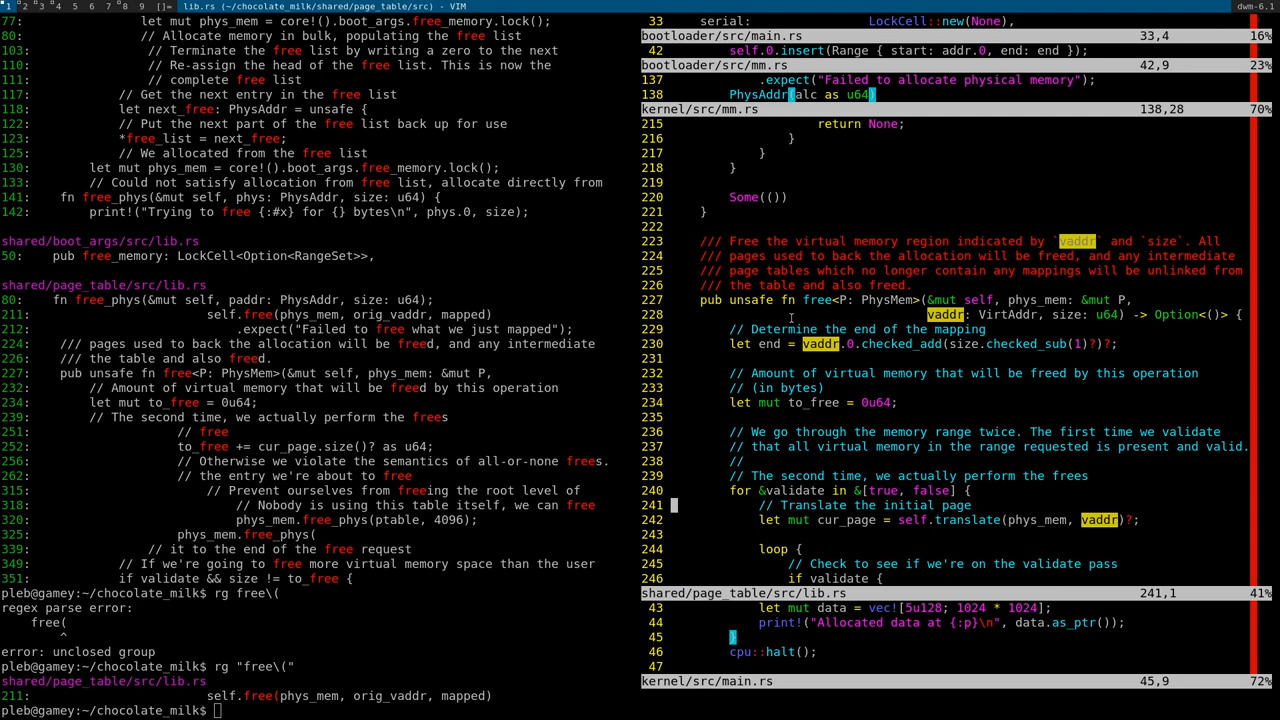 1 2 3 4 5 6 7 8 9 []= lib.rs (~/chocolate_milk/shared/page_table/src) - VIM dwm-6.1
77: let mut phys_mem = core!().boot_args.free_memory.lock();
80: // Allocate memory in bulk, populating the free list
103: // Terminate the free list by writing a zero to the next
110: // Re-assign the head of the free list. This is now the
111: // complete free list
117: // Get the next entry in the free list
118: let next_free: PhysAddr = unsafe {
122: // Put the next part of the free list back up for use
123: *free_list = next_free;
125: // We allocated from the free list
130: let mut phys_mem = core!().boot_args.free_memory.lock();
133: // Could not satisfy allocation from free list, allocate directly from
141: fn free_phys(&mut self, phys: PhysAddr, size: u64) {
142: print!("Trying to free {:#x} for {} bytes\n", phys.0, size);
shared/boot_args/src/lib.rs
50: pub free_memory: LockCell<Option<RangeSet>>,
shared/page_table/src/lib.rs
80: fn free_phys(&mut self, paddr: PhysAddr, size: u64);
211: self.free(phys_mem, orig_vaddr, mapped)
212: .expect("Failed to free what we just mapped");
224: /// pages used to back the allocation will be freed, and any intermediate
226: /// the table and also freed.
227: pub unsafe fn free<P: PhysMem>(&mut self, phys_mem: &mut P,
232: // Amount of virtual memory that will be freed by this operation
234: let mut to_free = 0u64;
239: // The second time, we actually perform the frees
251: // free
252: to_free += cur_page.size()? as u64;
256: // Otherwise we violate the semantics of all-or-none frees.
262: // the entry we're about to free
315: // Prevent ourselves from freeing the root level of
318: // Nobody is using this table itself, we can free
320: phys_mem.free_phys(ptable, 4096);
325: phys_mem.free_phys(
339: // it to the end of the free request
349: // If we're going to free more virtual memory space than the user
351: if validate && size != to_free {
pleb@gamey:~/chocolate_milk$ rg free\(
regex parse error:
free(
^
error: unclosed group
pleb@gamey:~/chocolate_milk$ rg "free\("
shared/page_table/src/lib.rs
211: self.free(phys_mem, orig_vaddr, mapped)
pleb@gamey:~/chocolate_milk$
33 serial: LockCell::new(None),
bootloader/src/main.rs 33,4 16%
42 self.0.insert(Range { start: addr.0, end: end });
bootloader/src/mm.rs 42,9 23%
137 .expect("Failed to allocate physical memory");
138 PhysAddr(alc as u64)
kernel/src/mm.rs 138,28 70%
215 return None;
216 }
217 }
218 }
219
220 Some(())
221 }
222
223 /// Free the virtual memory region indicated by `vaddr` and `size`. All
224 /// pages used to back the allocation will be freed, and any intermediate
225 /// page tables which no longer contain any mappings will be unlinked from
226 /// the table and also freed.
227 pub unsafe fn free<P: PhysMem>(&mut self, phys_mem: &mut P,
228 vaddr: VirtAddr, size: u64) -> Option<()> {
229 // Determine the end of the mapping
230 let end = vaddr.0.checked_add(size.checked_sub(1)?)?;
231
232 // Amount of virtual memory that will be freed by this operation
233 // (in bytes)
234 let mut to_free = 0u64;
235
236 // We go through the memory range twice. The first time we validate
237 // that all virtual memory in the range requested is present and valid.
238 //
239 // The second time, we actually perform the frees
240 for &validate in &[true, false] {
241 // Translate the initial page
242 let mut cur_page = self.translate(phys_mem, vaddr)?;
243
244 loop {
245 // Check to see if we're on the validate pass
246 if validate {
shared/page_table/src/lib.rs 241,1 41%
43 let mut data = vec![5u128; 1024 * 1024];
44 print!("Allocated data at {:p}\n", data.as_ptr());
45 }
46 cpu::halt();
47
kernel/src/main.rs 45,9 72%